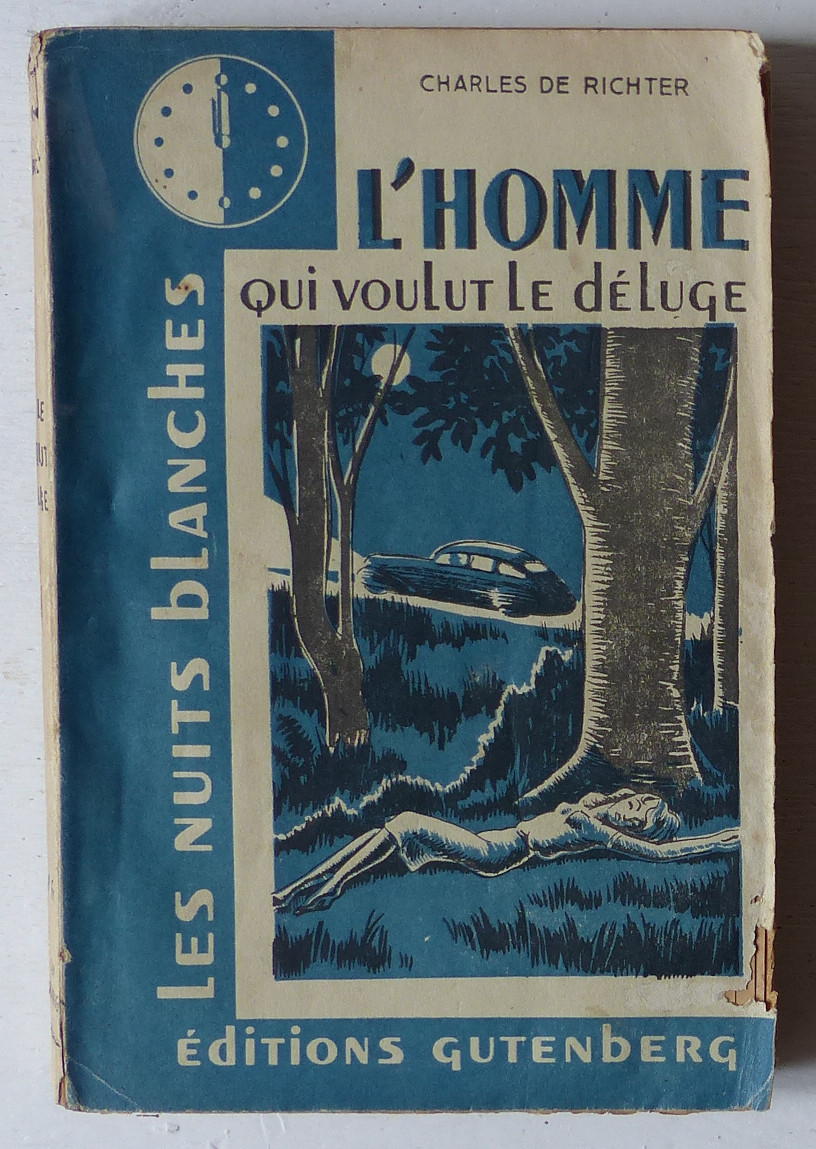 CHARLES DE RICHTER
L'HOMME
QUI VOULUT LE DÉLUGE
LES NUITS BLANCHES
ÉDITIONS GUTENBERG